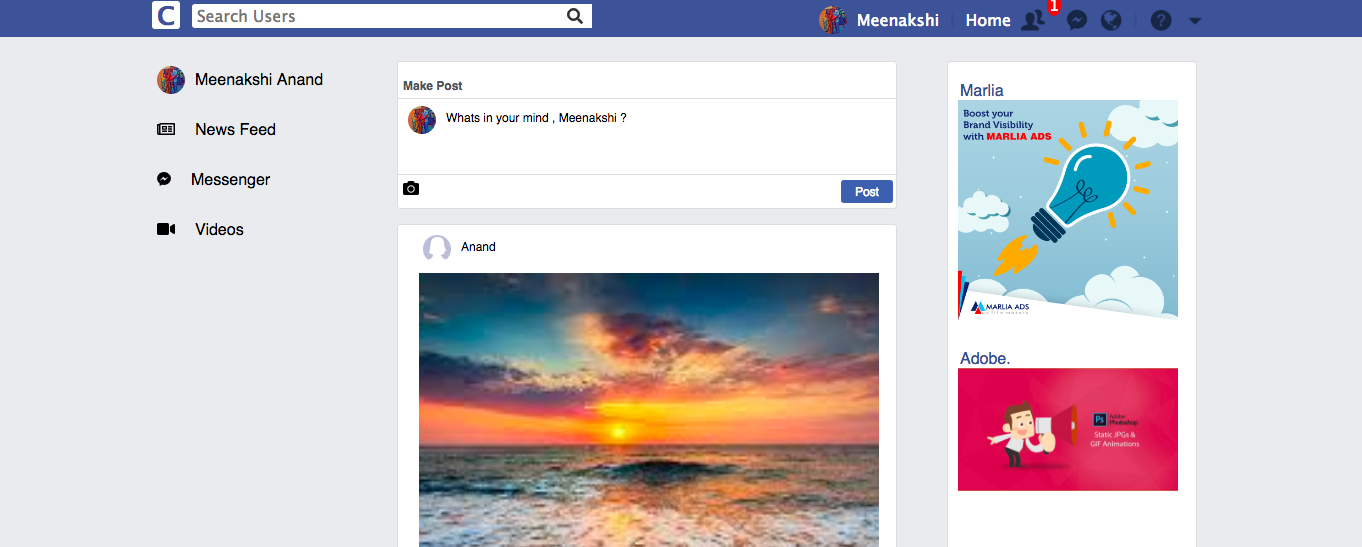 C
Search Users
Meenakshi
Home
1
?
Meenakshi Anand
News Feed
Messenger
Videos
Make Post
Whats in your mind , Meenakshi ?
Post
Anand
Marlia
Boost your
Brand Visibility
with MARLIA ADS
MARLIA ADS
Adobe.
Ps
Adobe
Photoshop
Static JPGs &
GIF Animations